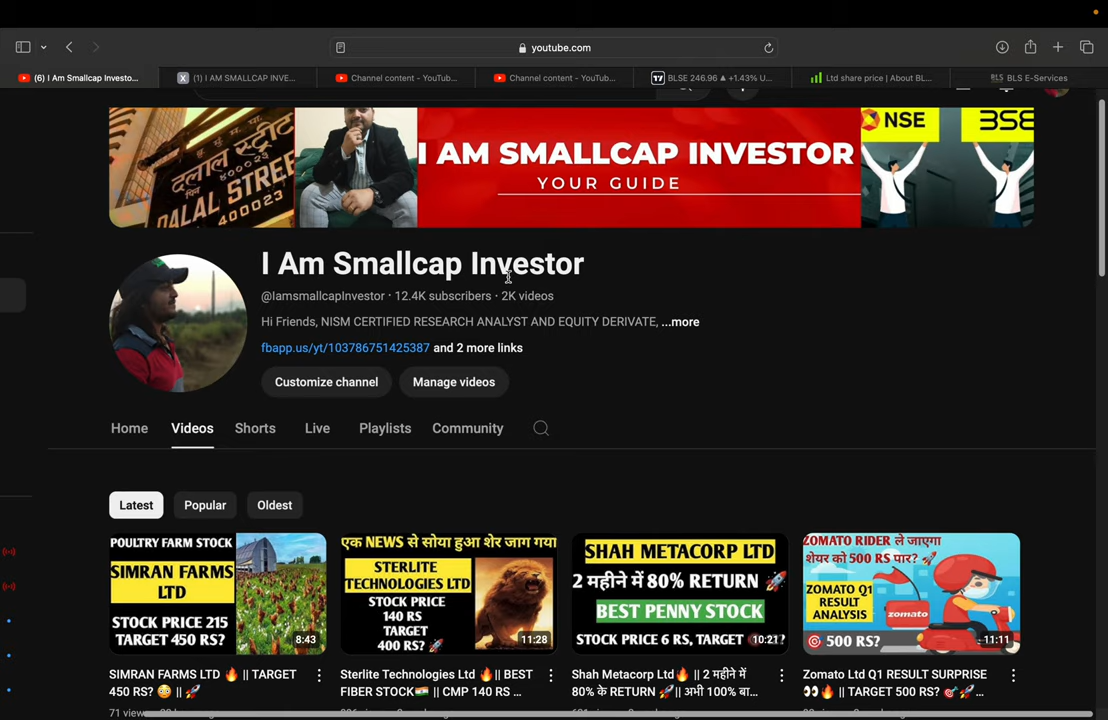 youtube.com
(6) I Am Smallcap Investo...
(1) I AM SMALLCAP INVE...
Channel content - YouTub...
Channel content - YouTub...
BLSE 246.96 ▲ +1.43% U...
Ltd share price | About BL...
BLS E-Services
दलाल स्ट्रीट
DALAL STREE
400023
I AM SMALLCAP INVESTOR
YOUR GUIDE
NSE
BSE
I Am Smallcap Investor
@IamsmallcapInvestor · 12.4K subscribers · 2K videos
Hi Friends, NISM CERTIFIED RESEARCH ANALYST AND EQUITY DERIVATE, ...more
fbapp.us/yt/103786751425387 and 2 more links
Customize channel
Manage videos
Home
Videos
Shorts
Live
Playlists
Community
Latest
Popular
Oldest
POULTRY FARM STOCK
SIMRAN FARMS
LTD
STOCK PRICE 215
TARGET 450 RS?
8:43
एक NEWS से सोया हुआ शेर जाग गया
STERLITE
TECHNOLOGIES LTD
STOCK PRICE
140 RS
TARGET
400 RS?
11:28
SHAH METACORP LTD
2 महीने में 80% RETURN 🚀
BEST PENNY STOCK
STOCK PRICE 6 RS, TARGET
10:21
ZOMATO RIDER ले जाएगा
शेयर को 500 RS पार? 🚀
ZOMATO Q1
RESULT
ANALYSIS
zomato
🎯 500 RS?
11:11
SIMRAN FARMS LTD 🔥 || TARGET
450 RS? 😳 || 🚀
Sterlite Technologies Ltd 🔥|| BEST
FIBER STOCK🇮🇳 || CMP 140 RS ...
Shah Metacorp Ltd🔥 || 2 महीने में
80% के RETURN 🚀|| अभी 100% बा...
Zomato Ltd Q1 RESULT SURPRISE
👀🔥 || TARGET 500 RS? 🎯🚀...
71 view